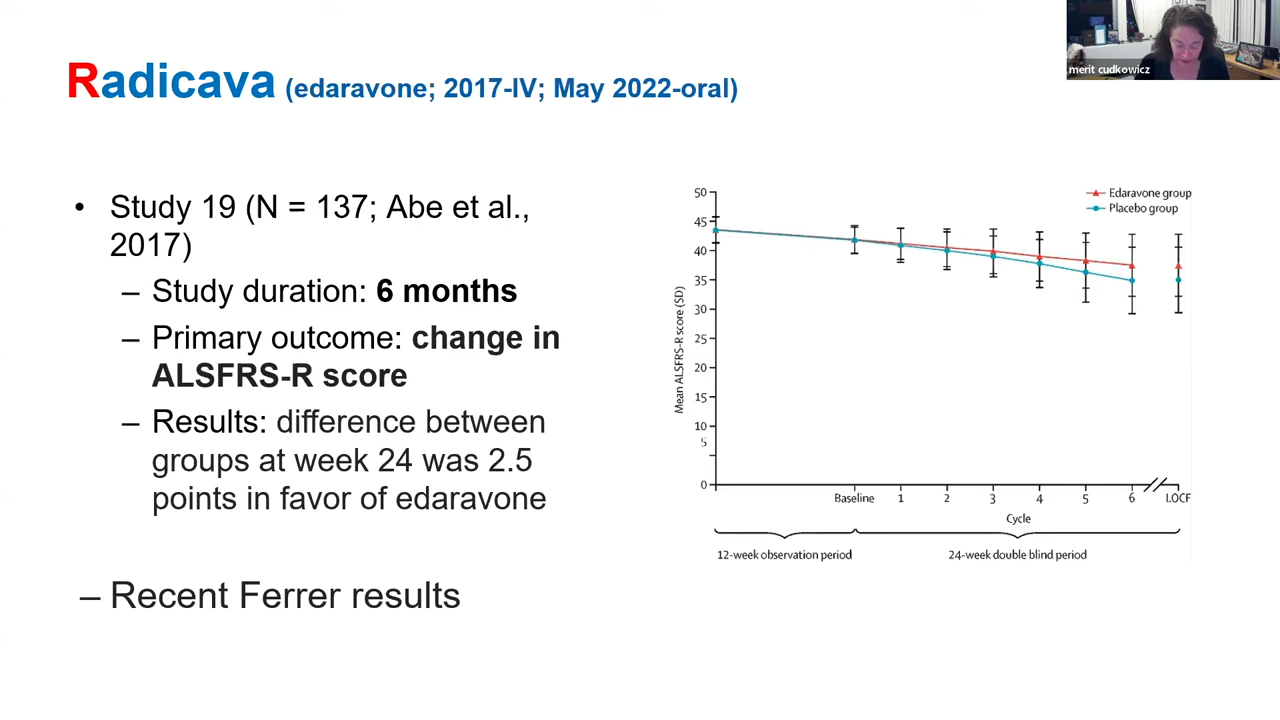 merit cudkowicz
Radicava (edaravone; 2017-IV; May 2022-oral)
• Study 19 (N = 137; Abe et al.,
2017)
– Study duration: 6 months
– Primary outcome: change in
ALSFRS-R score
– Results: difference between
groups at week 24 was 2.5
points in favor of edaravone
– Recent Ferrer results
Edaravone group
Placebo group
Mean ALSFRS-R score (SD)
50
45
40
35
30
25
20
15
10
5
0
Baseline 1 2 3 4 5 6 LOCF
Cycle
12-week observation period 24-week double blind period